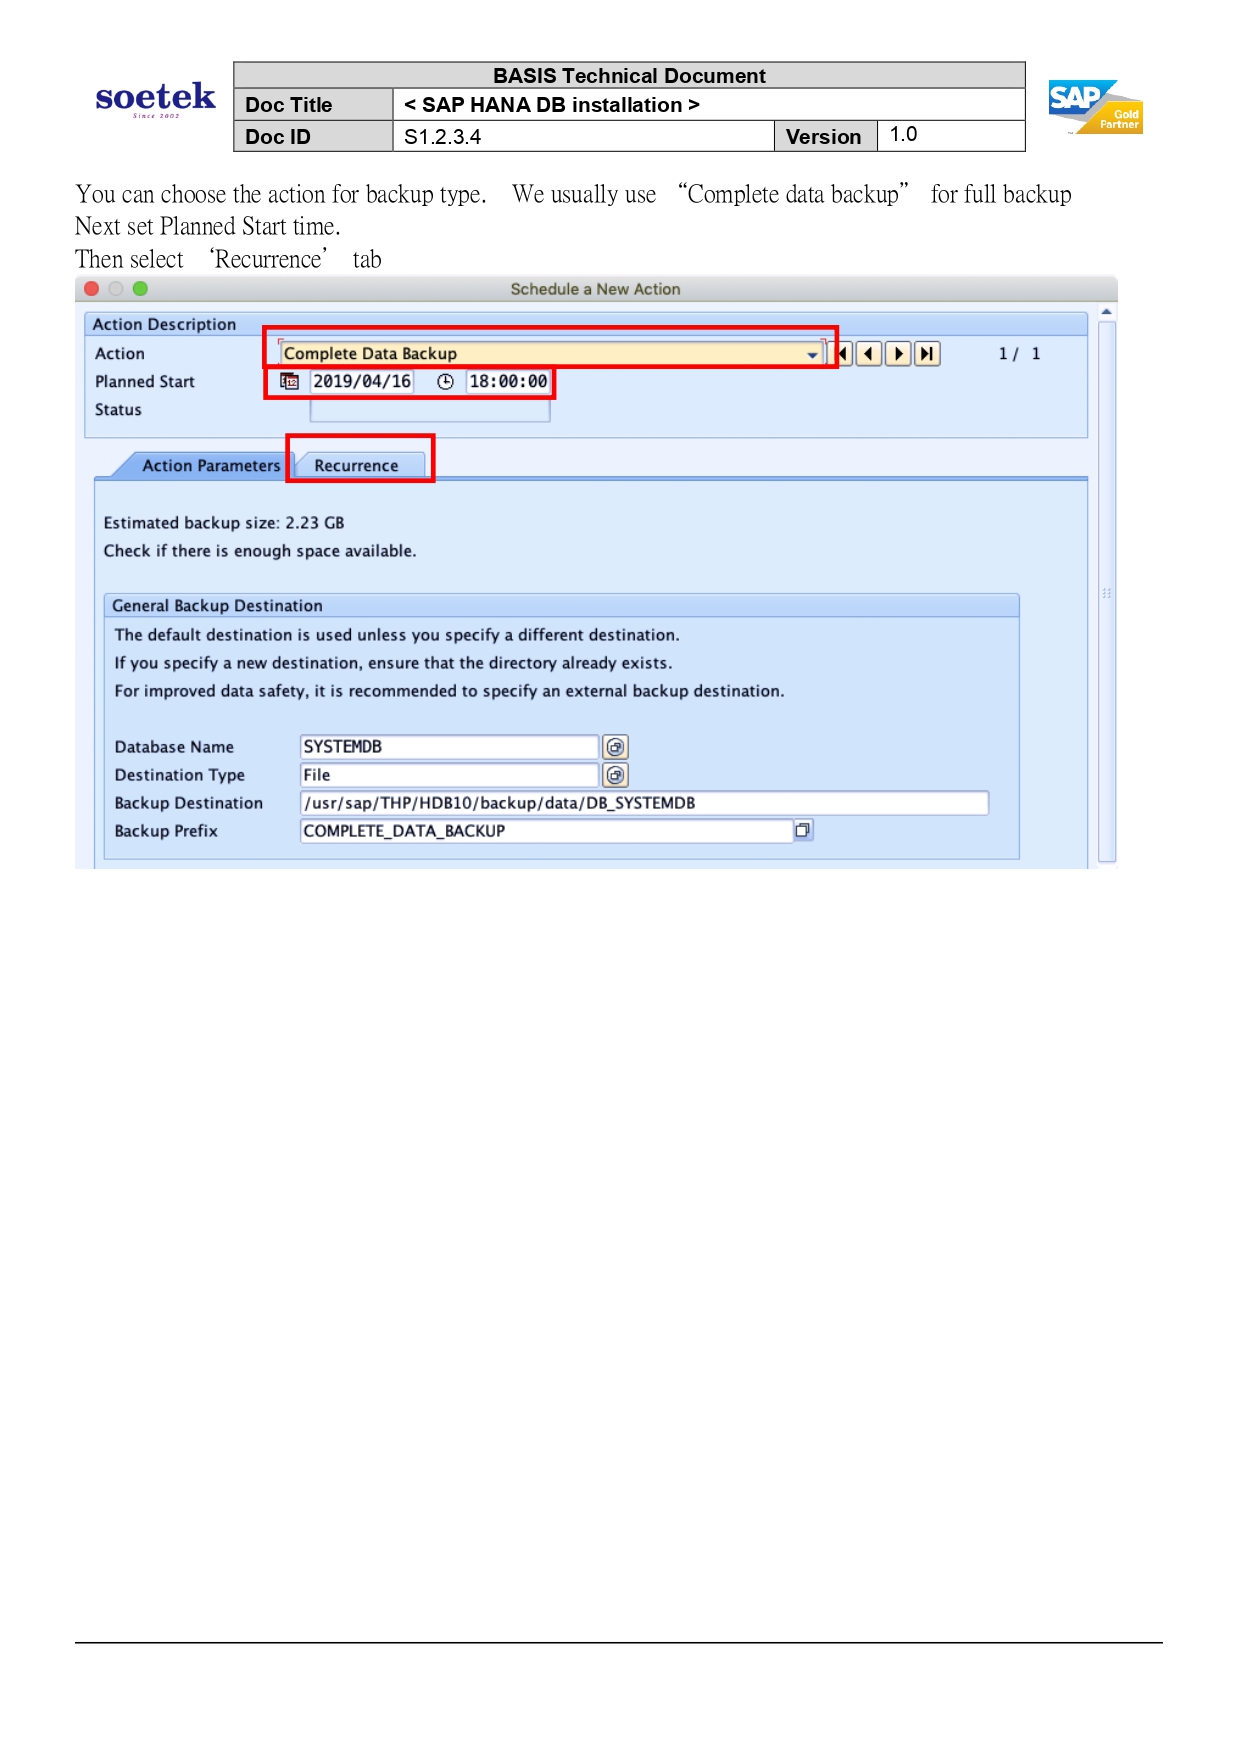 soetek
Since 2002
BASIS Technical Document
Doc Title < SAP HANA DB installation >
Doc ID S1.2.3.4 Version 1.0
SAP Gold Partner
You can choose the action for backup type. We usually use “Complete data backup” for full backup
Next set Planned Start time.
Then select ‘Recurrence’ tab
Schedule a New Action
Action Description
Action Complete Data Backup 1 / 1
Planned Start 2019/04/16 18:00:00
Status
Action Parameters Recurrence
Estimated backup size: 2.23 GB
Check if there is enough space available.
General Backup Destination
The default destination is used unless you specify a different destination.
If you specify a new destination, ensure that the directory already exists.
For improved data safety, it is recommended to specify an external backup destination.
Database Name SYSTEMDB
Destination Type File
Backup Destination /usr/sap/THP/HDB10/backup/data/DB_SYSTEMDB
Backup Prefix COMPLETE_DATA_BACKUP